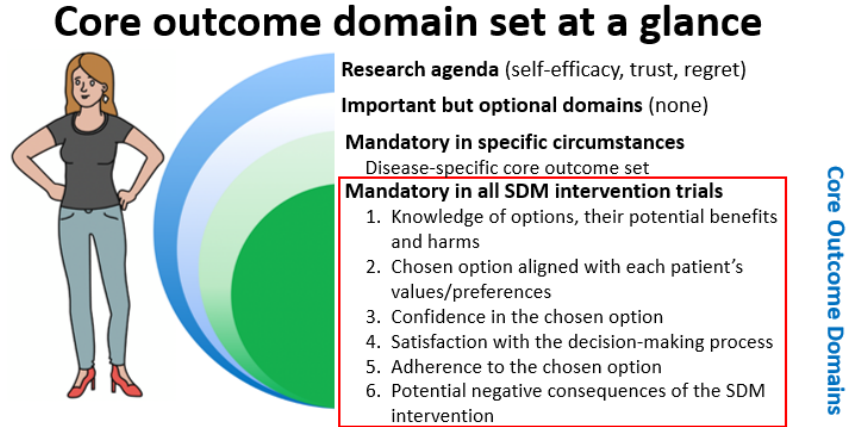 Core outcome domain set at a glance
Research agenda (self-efficacy, trust, regret)
Important but optional domains (none)
Mandatory in specific circumstances
Disease-specific core outcome set
Mandatory in all SDM intervention trials
1. Knowledge of options, their potential benefits
and harms
2. Chosen option aligned with each patient’s
values/preferences
3. Confidence in the chosen option
4. Satisfaction with the decision-making process
5. Adherence to the chosen option
6. Potential negative consequences of the SDM
intervention
Core Outcome Domains